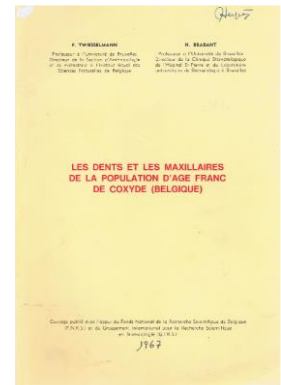 F. TWIESSELMANN
Professeur à l'Université de Bruxelles
Directeur de la Section d'Anthropologie
et de Préhistoire à l'Institut Royal des
Sciences Naturelles de Belgique
H. BRABANT
Professeur à l'Université de Bruxelles
Directeur de la Clinique Stomatologique
de l'Hôpital St-Pierre et du Laboratoire
universitaire de Stomatologie à Bruxelles
LES DENTS ET LES MAXILLAIRES
DE LA POPULATION D'AGE FRANC
DE COXYDE (BELGIQUE)
Ouvrage publié avec l'appui du Fonds National de la Recherche Scientifique de Belgique
(F.N.R.S.) et du Groupement International pour la Recherche Scientifique
en Stomatologie (G.I.R.S.)
1967